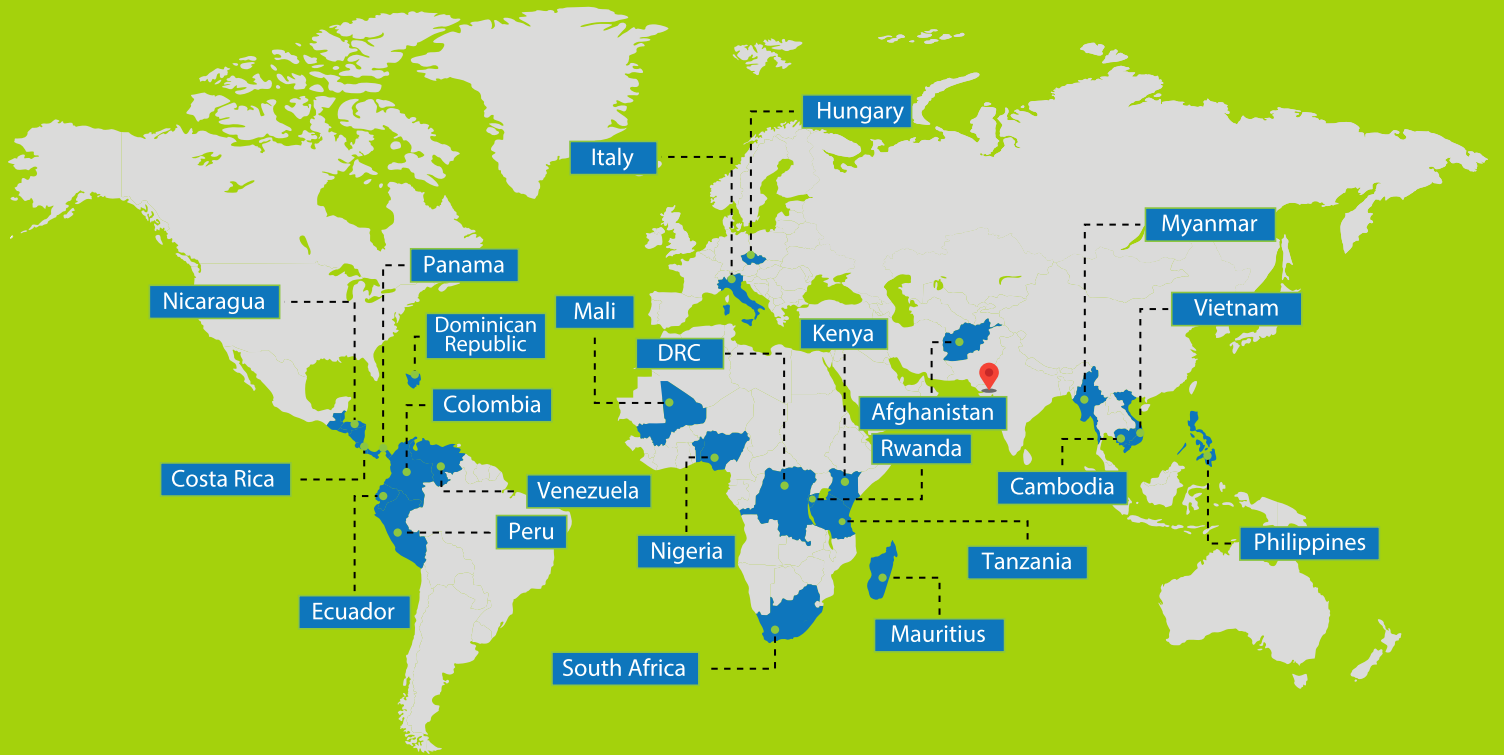 Hungary
Italy
Myanmar
Panama
Nicaragua
Mali
Vietnam
Dominican
Republic
Kenya
DRC
Colombia
Afghanistan
Rwanda
Costa Rica
Venezuela
Cambodia
Peru
Nigeria
Philippines
Tanzania
Ecuador
Mauritius
South Africa